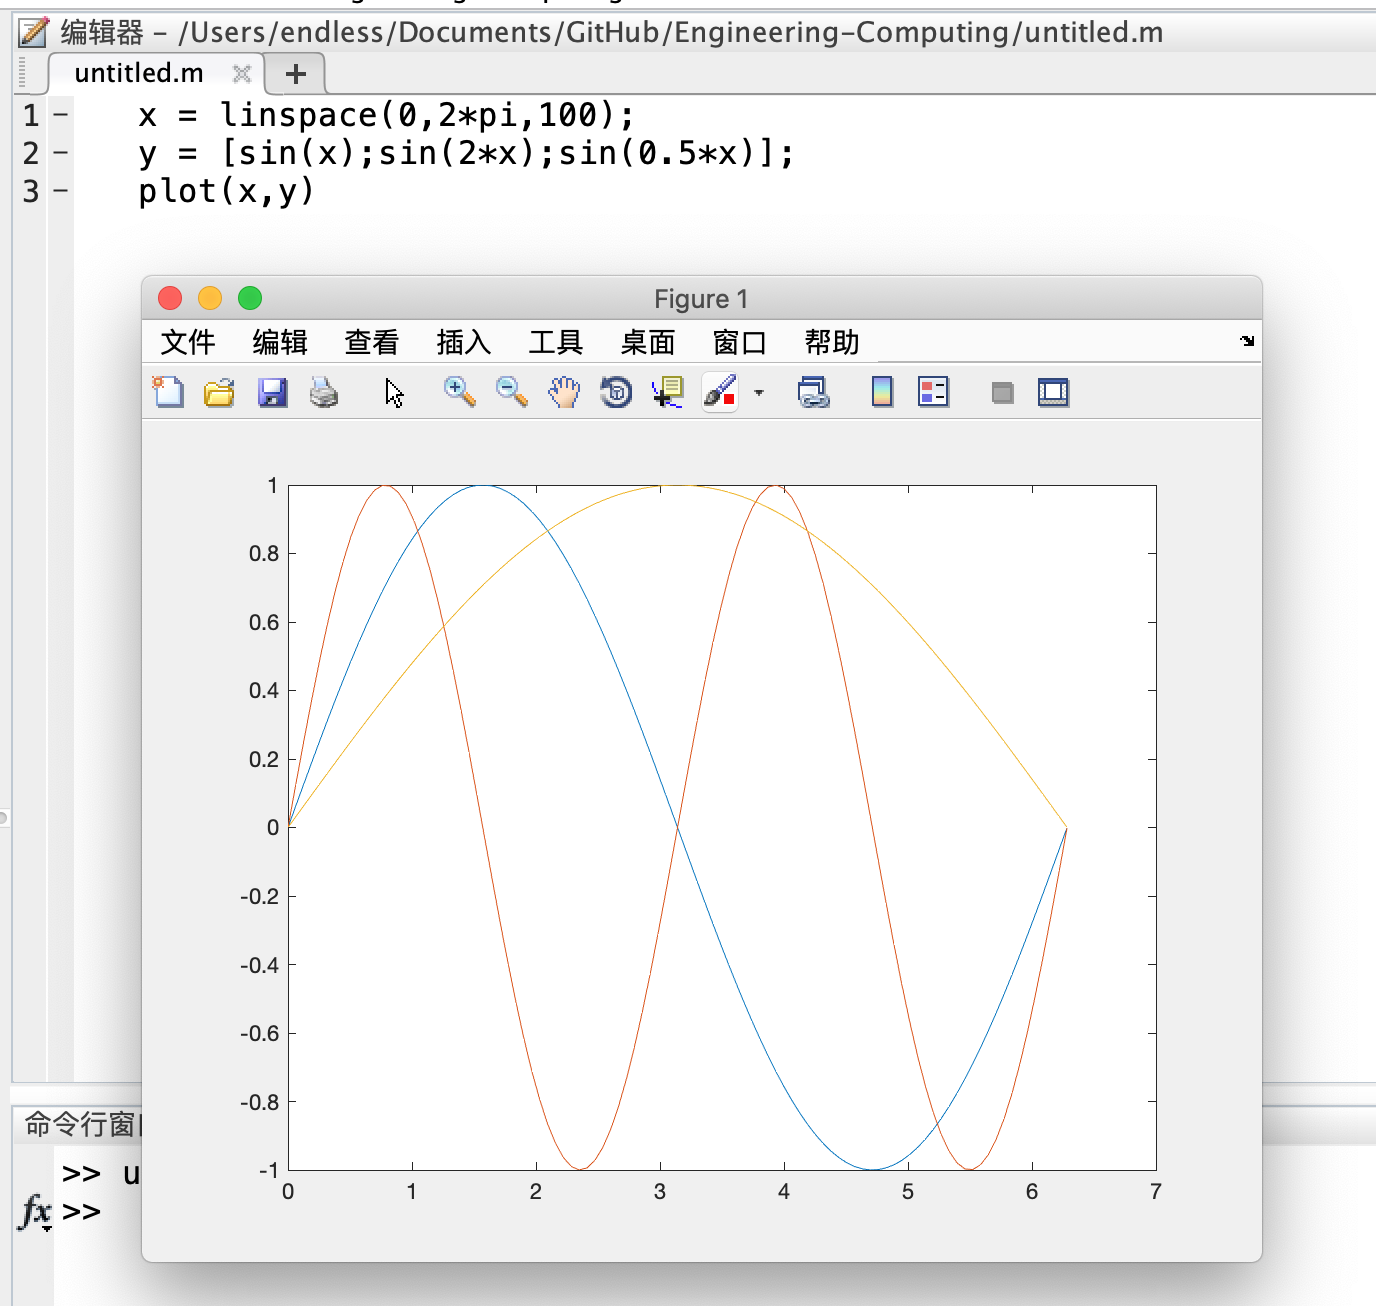 编辑器 – /Users/endless/Documents/GitHub/Engineering-Computing/untitled.m
untitled.m
1 – x = linspace(0,2*pi,100);
2 – y = [sin(x);sin(2*x);sin(0.5*x)];
3 – plot(x,y)
Figure 1
文件 编辑 查看 插入 工具 桌面 窗口 帮助
1
0.8
0.6
0.4
0.2
0
-0.2
-0.4
-0.6
-0.8
-1
0 1 2 3 4 5 6 7
命令行窗
>> u
fx >>